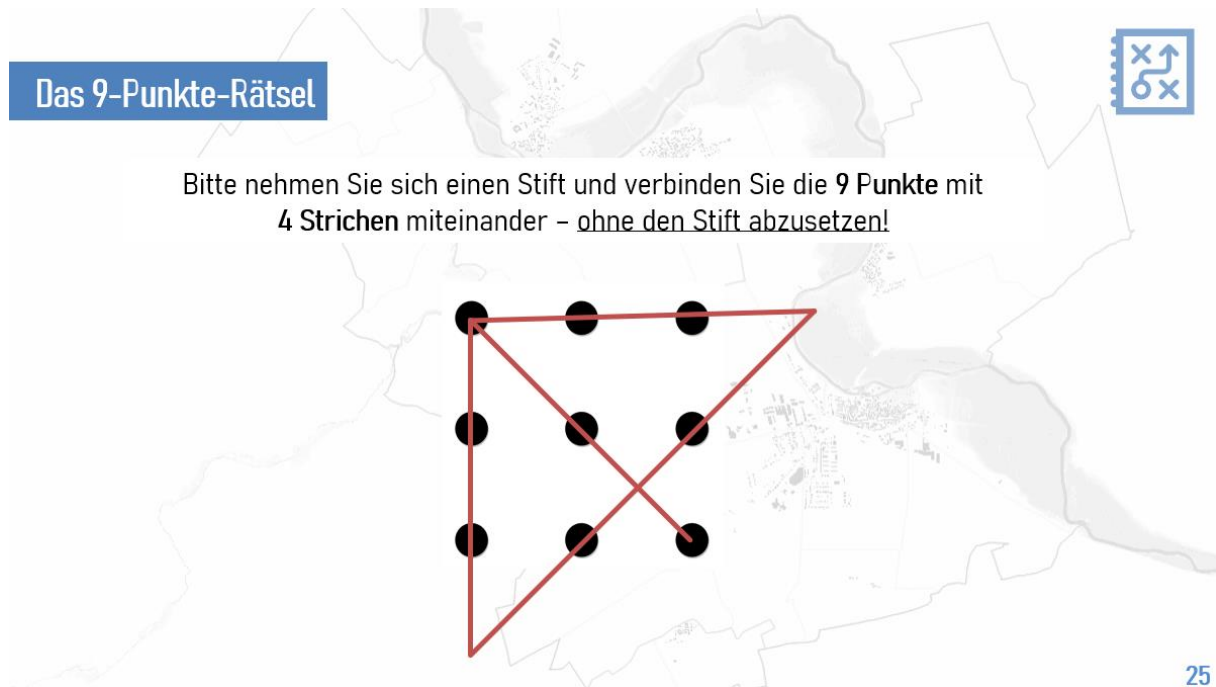 Das 9-Punkte-Rätsel
Bitte nehmen Sie sich einen Stift und verbinden Sie die 9 Punkte mit
4 Strichen miteinander – ohne den Stift abzusetzen!
25